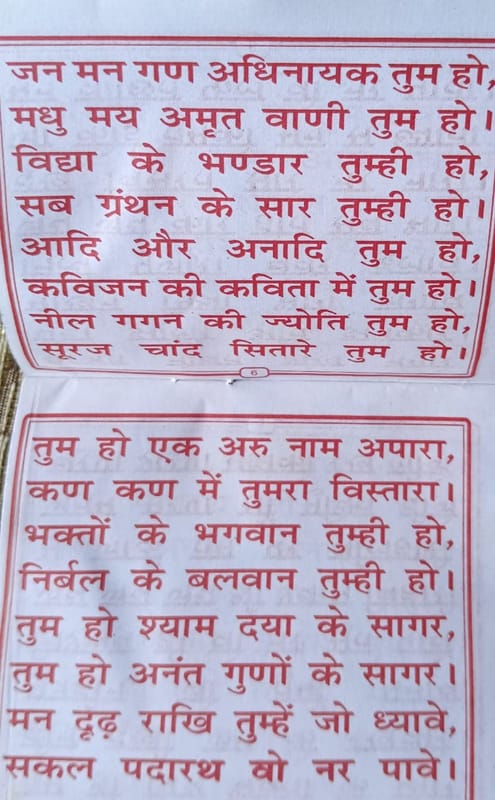 जन मन गण अधिनायक तुम हो,
मधु मय अमृत वाणी तुम हो।
विद्या के भण्डार तुम्ही हो,
सब ग्रंथन के सार तुम्ही हो।
आदि और अनादि तुम हो,
कविजन की कविता में तुम हो।
नील गगन की ज्योति तुम हो,
सूरज चांद सितारे तुम हो।
6
तुम हो एक अरु नाम अपारा,
कण कण में तुमरा विस्तारा।
भक्तों के भगवान तुम्ही हो,
निर्बल के बलवान तुम्ही हो।
तुम हो श्याम दया के सागर,
तुम हो अनंत गुणों के सागर।
मन दृढ़ राखि तुम्हें जो ध्यावे,
सकल पदारथ वो नर पावे।